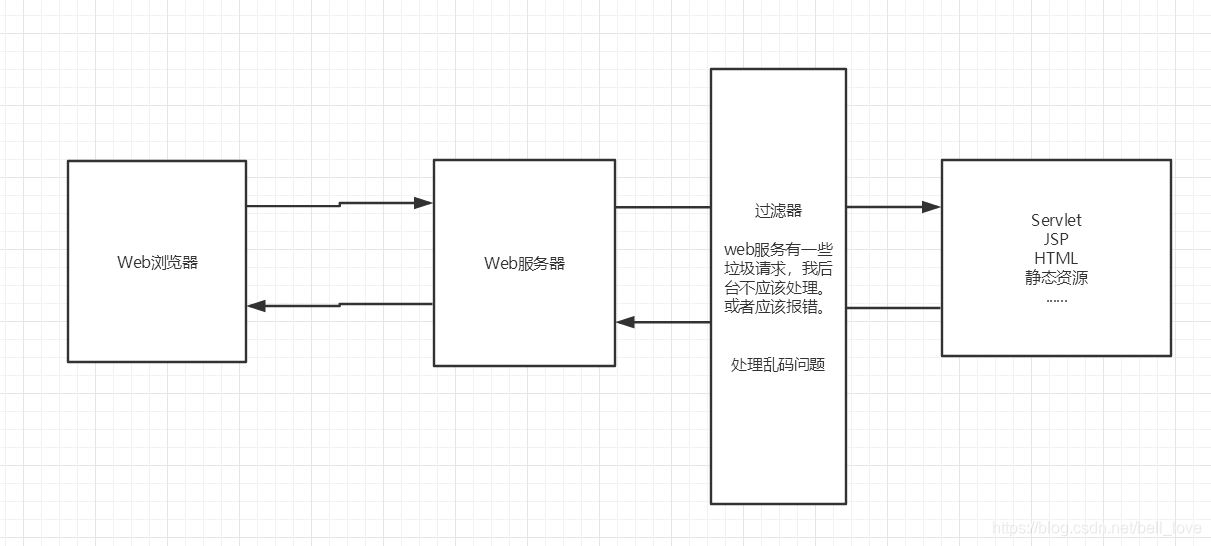 Web浏览器
Web服务器
过滤器
web服务有一些
垃圾请求，我后
台不应该处理。
或者应该报错。
处理乱码问题
Servlet
JSP
HTML
静态资源
......
https://blog.csdn.net/bell_love